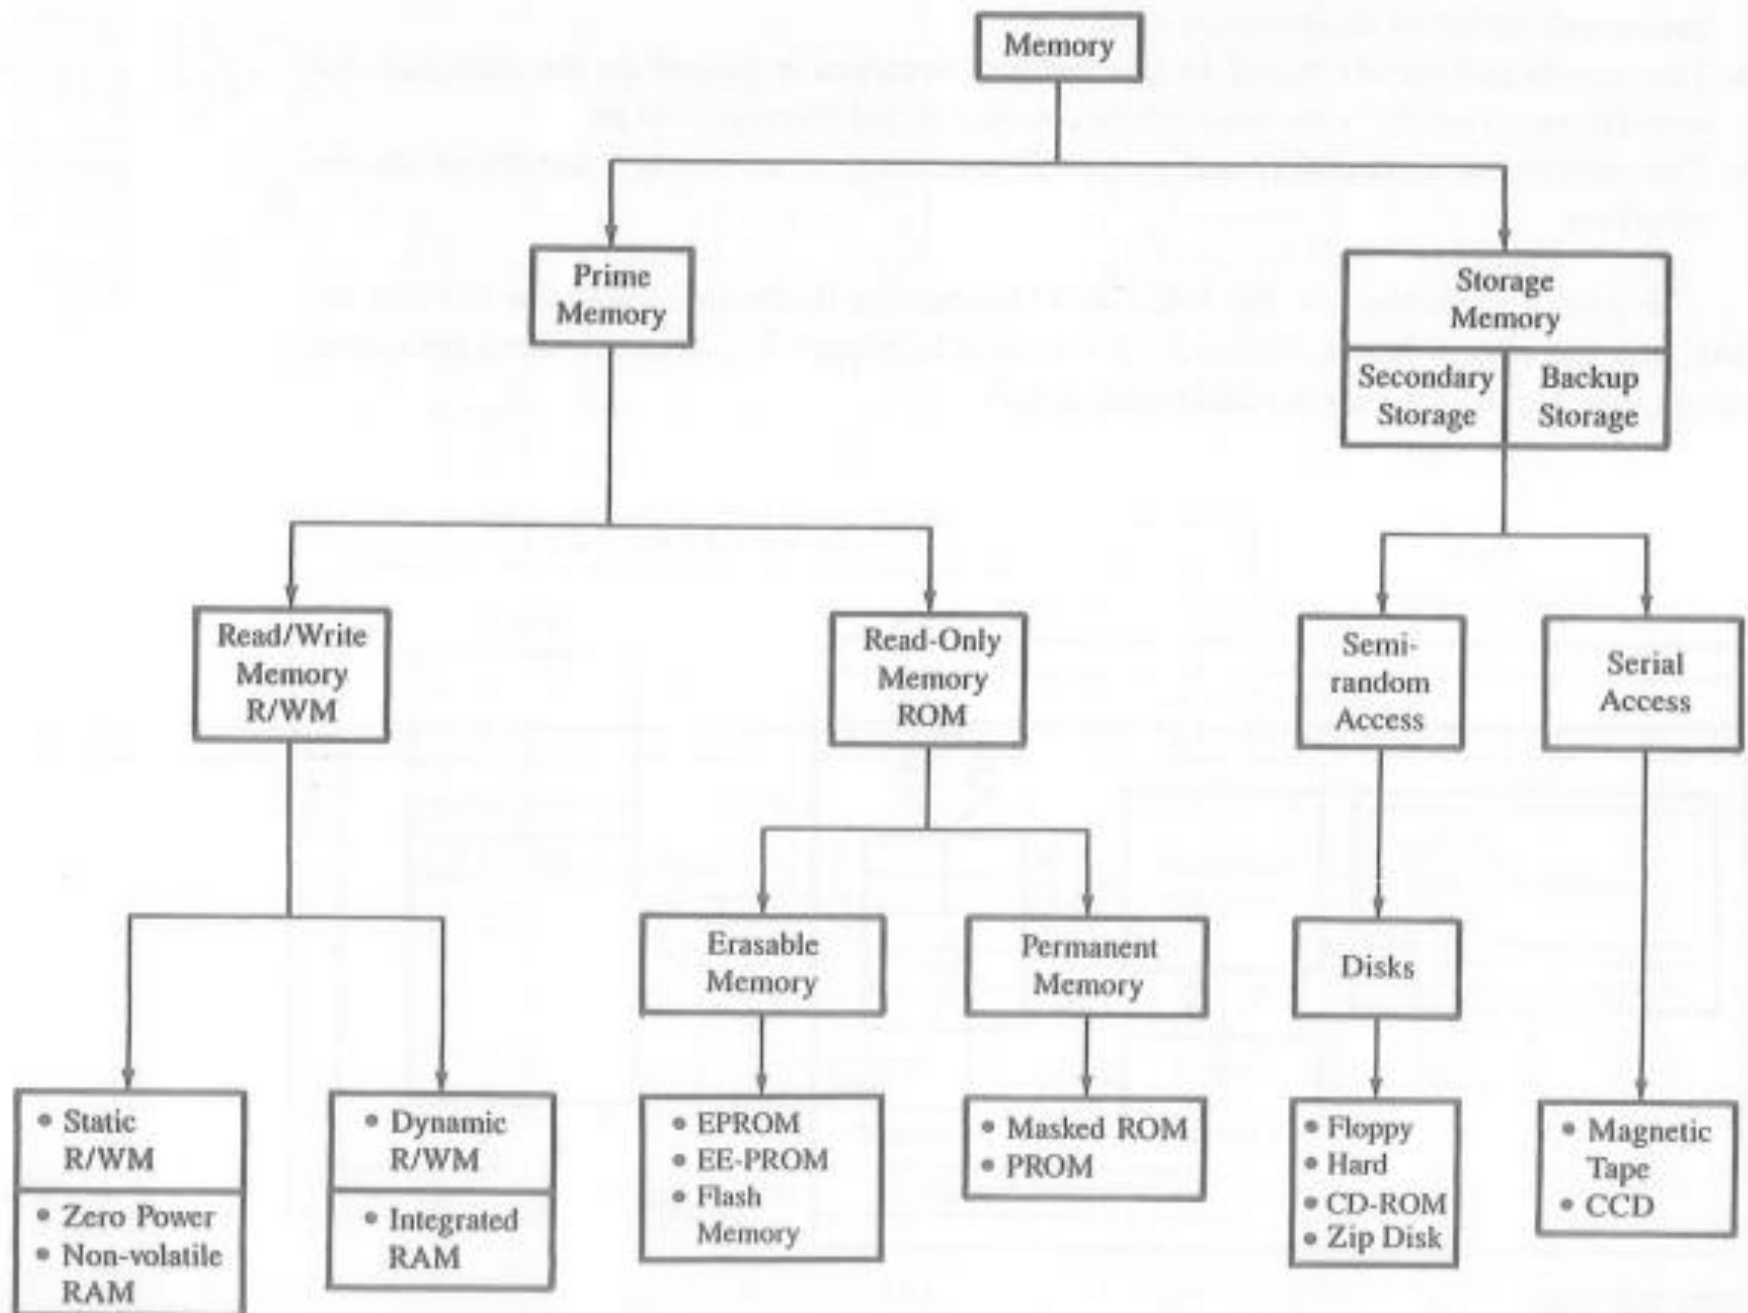 Memory
Prime
Memory
Storage
Memory
Secondary
Storage
Backup
Storage
Read/Write
Memory
R/WM
Read-Only
Memory
ROM
Semi-
random
Access
Serial
Access
Erasable
Memory
Permanent
Memory
Disks
• Static
R/WM
• Zero Power
• Non-volatile
RAM
• Dynamic
R/WM
• Integrated
RAM
• EPROM
• EE-PROM
• Flash
Memory
• Masked ROM
• PROM
• Floppy
• Hard
• CD-ROM
• Zip Disk
• Magnetic
Tape
• CCD